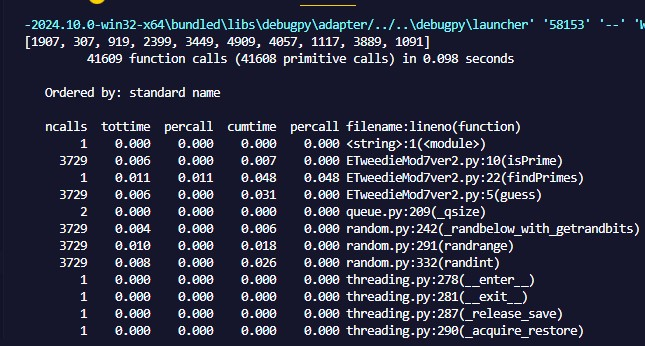 -2024.10.0-win32-x64\bundled\libs\debugpy\adapter/../..\debugpy\launcher' '58153' '--'
[1907, 307, 919, 2399, 3449, 4909, 4057, 1117, 3889, 1091]
41609 function calls (41608 primitive calls) in 0.098 seconds
Ordered by: standard name
ncalls tottime percall cumtime percall filename:lineno(function)
1 0.000 0.000 0.000 0.000 <string>:1(<module>)
3729 0.006 0.000 0.007 0.000 ETweedieMod7ver2.py:10(isPrime)
1 0.011 0.011 0.048 0.048 ETweedieMod7ver2.py:22(findPrimes)
3729 0.006 0.000 0.031 0.000 ETweedieMod7ver2.py:5(guess)
2 0.000 0.000 0.000 0.000 queue.py:209(_qsize)
3729 0.004 0.000 0.006 0.000 random.py:242(_randbelow_with_getrandbits)
3729 0.010 0.000 0.018 0.000 random.py:291(randrange)
3729 0.008 0.000 0.026 0.000 random.py:332(randint)
1 0.000 0.000 0.000 0.000 threading.py:278(__enter__)
1 0.000 0.000 0.000 0.000 threading.py:281(__exit__)
1 0.000 0.000 0.000 0.000 threading.py:287(_release_save)
1 0.000 0.000 0.000 0.000 threading.py:290(_acquire_restore)